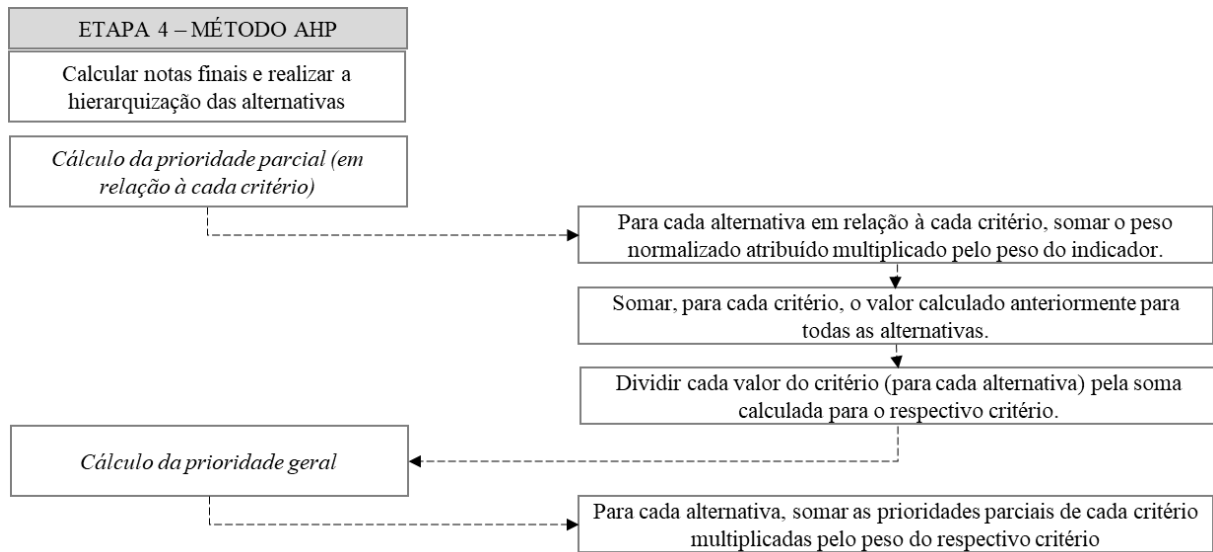 ETAPA 4 – MÉTODO AHP
Calcular notas finais e realizar a
hierarquização das alternativas
Cálculo da prioridade parcial (em
relação à cada critério)
Para cada alternativa em relação à cada critério, somar o peso
normalizado atribuído multiplicado pelo peso do indicador.
Somar, para cada critério, o valor calculado anteriormente para
todas as alternativas.
Dividir cada valor do critério (para cada alternativa) pela soma
calculada para o respectivo critério.
Cálculo da prioridade geral
Para cada alternativa, somar as prioridades parciais de cada critério
multiplicadas pelo peso do respectivo critério